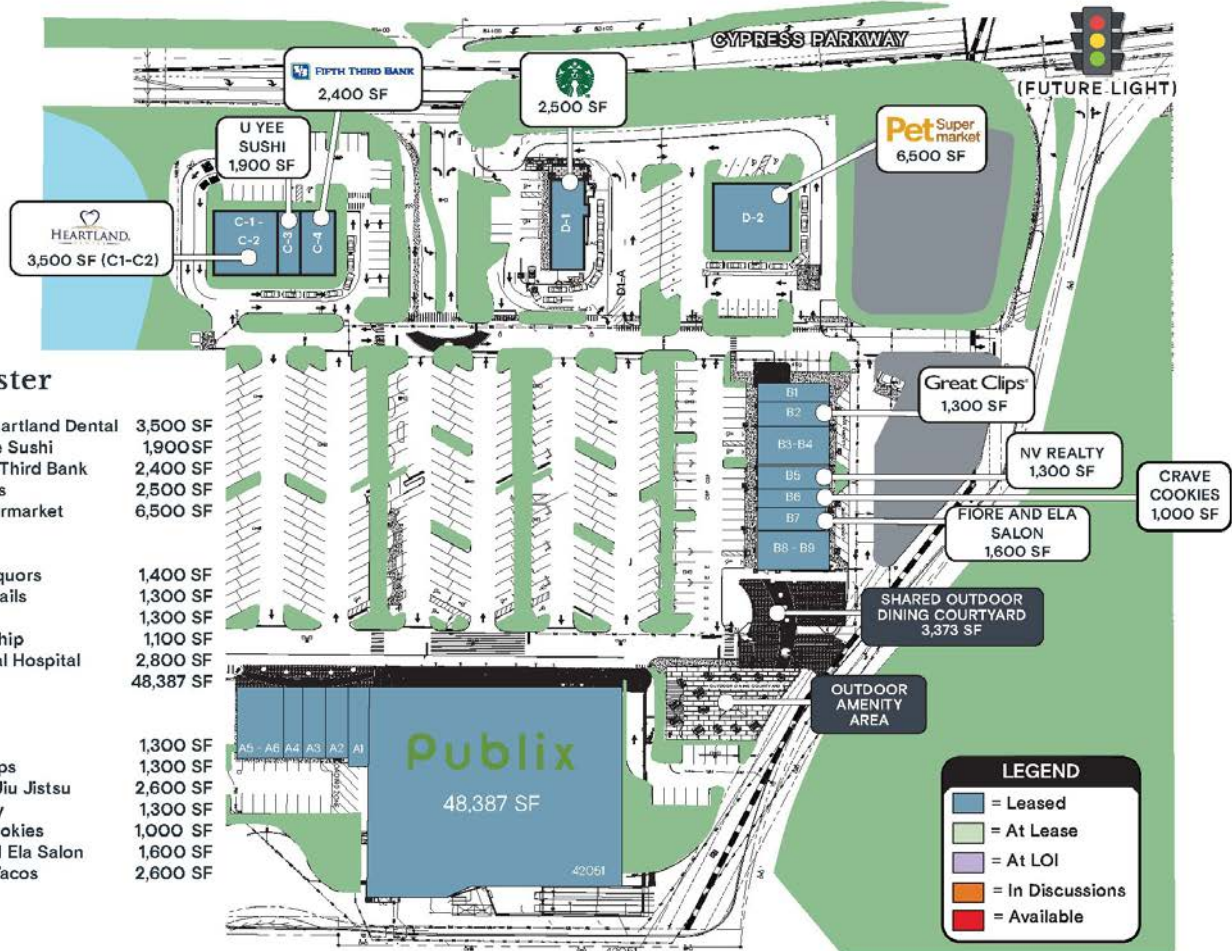 CYPRESS PARKWAY
(FUTURE LIGHT)
FIFTH THIRD BANK
2,400 SF
2,500 SF
U YEE
SUSHI
1,900 SF
Pet Super
market
6,500 SF
HEARTLAND
3,500 SF (C1-C2)
C-1 -
C-2
C-3
C-4
D-1
D1-A
D-2
ster
artland Dental 3,500 SF
e Sushi 1,900 SF
Third Bank 2,400 SF
s 2,500 SF
ermarket 6,500 SF
quors 1,400 SF
ails 1,300 SF
1,300 SF
hip 1,100 SF
al Hospital 2,800 SF
48,387 SF
1,300 SF
ps 1,300 SF
Jiu Jistsu 2,600 SF
y 1,300 SF
okies 1,000 SF
l Ela Salon 1,600 SF
Tacos 2,600 SF
B1
B2
B3-B4
B5
B6
B7
B8 - B9
Great Clips
1,300 SF
NV REALTY
1,300 SF
CRAVE
COOKIES
1,000 SF
FIORE AND ELA
SALON
1,600 SF
SHARED OUTDOOR
DINING COURTYARD
3,373 SF
OUTDOOR
AMENITY
AREA
A5 - A6 A4 A3 A2 A1
Publix
48,387 SF
42051
LEGEND
= Leased
= At Lease
= At LOI
= In Discussions
= Available